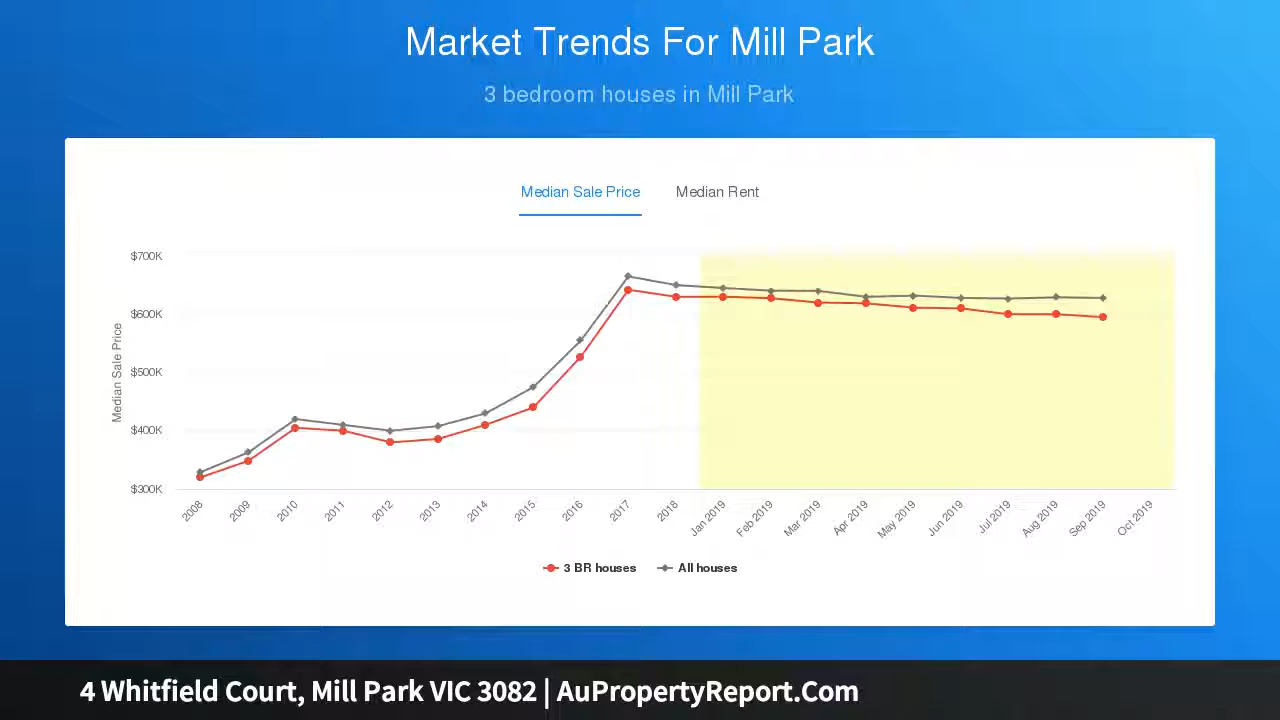 Market Trends For Mill Park
3 bedroom houses in Mill Park
Median Sale Price Median Rent
$700K
$600K
$500K
$400K
$300K
Median Sale Price
2008 2009 2010 2011 2012 2013 2014 2015 2016 2017 2018 Jan 2019 Feb 2019 Mar 2019 Apr 2019 May 2019 Jun 2019 Jul 2019 Aug 2019 Sep 2019 Oct 2019
3 BR houses All houses
4 Whitfield Court, Mill Park VIC 3082 | AuPropertyReport.Com